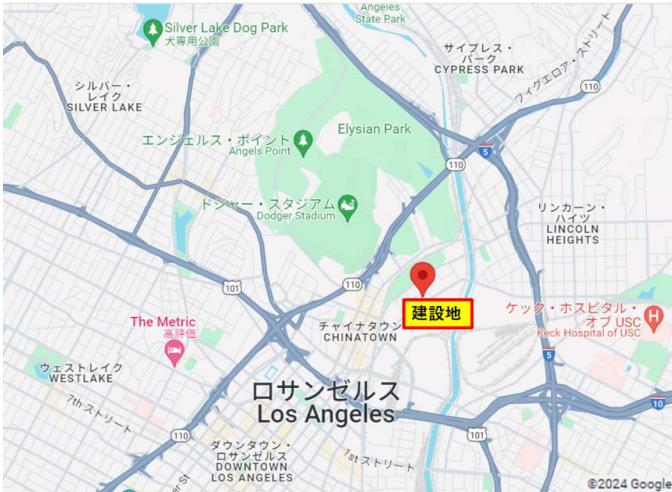 Angeles
State Park
Silver Lake Dog Park
犬専用公園
サイプレス・
パーク
CYPRESS PARK
フィグエロア・ストリート
110
シルバー・
レイク
SILVER LAKE
エンジェルス・ポイント
Angels Point
Elysian Park
5
110
ドジャー・スタジアム
Dodger Stadium
リンカーン・
ハイツ
LINCOLN
HEIGHTS
101
110
建設地
ケック・ホスピタル・
オブ USC
Keck Hospital of USC
The Metric
高評価
チャイナタウン
CHINATOWN
5
ウェストレイク
WESTLAKE
ロサンゼルス
Los Angeles
10
7th ストリート
110
101
ダウンタウン・
ロサンゼルス
DOWNTOWN
LOS ANGELES
1st ストリート
©2024 Google